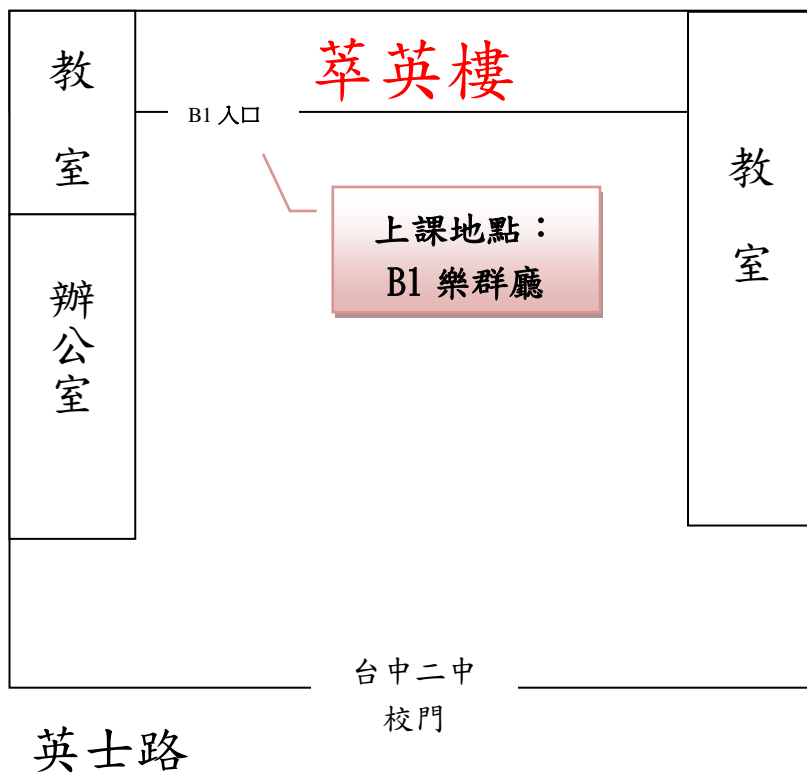 教室
萃英樓
B1 入口
教室
上課地點：
B1 樂群廳
辦公室
台中二中
校門
英士路